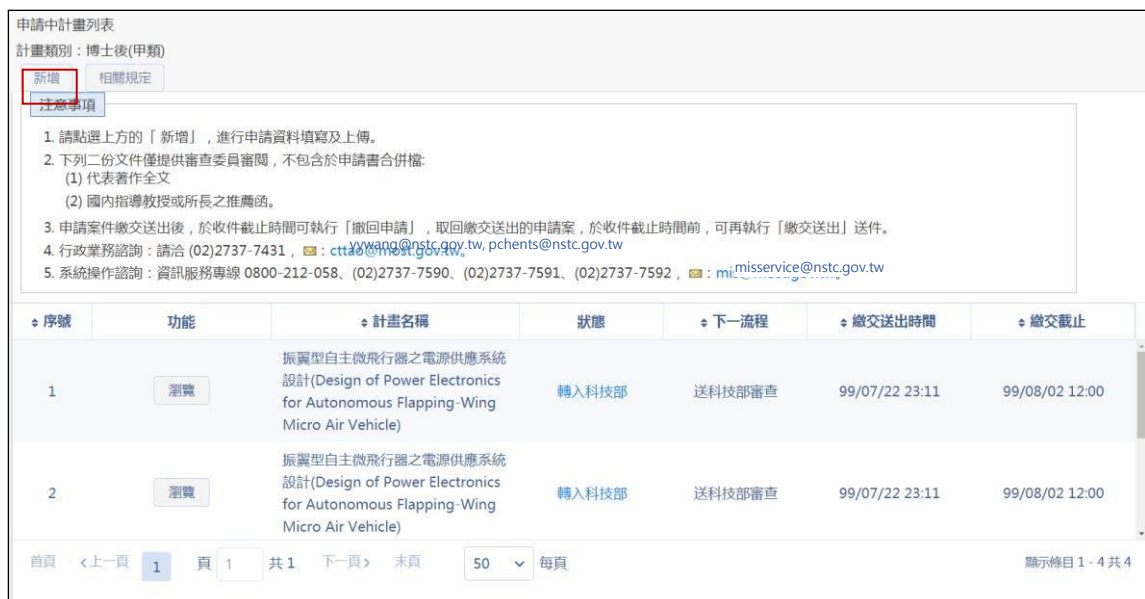 申請中計畫列表
計畫類別：博士後(甲類)
新增 相關規定
注意事項
1. 請點選上方的「 新增」，進行申請資料填寫及上傳。
2. 下列二份文件僅提供審查委員審閱，不包含於申請書合併檔:
(1) 代表著作全文
(2) 國內指導教授或所長之推薦函。
3. 申請案件繳交送出後，於收件截止時間可執行「撤回申請」，取回繳交送出的申請案，於收件截止時間前，可再執行「繳交送出」送件。
4. 行政業務諮詢：請洽 (02)2737-7431， ： yywang@nstc.gov.tw, pchents@nstc.gov.tw
5. 系統操作諮詢：資訊服務專線 0800-212-058、(02)2737-7590、(02)2737-7591、(02)2737-7592， ： misservice@nstc.gov.tw
序號 功能 計畫名稱 狀態 下一流程 繳交送出時間 繳交截止
振翼型自主微飛行器之電源供應系統
設計(Design of Power Electronics
1 瀏覽 for Autonomous Flapping-Wing 轉入科技部 送科技部審查 99/07/22 23:11 99/08/02 12:00
Micro Air Vehicle)
振翼型自主微飛行器之電源供應系統
設計(Design of Power Electronics
2 瀏覽 for Autonomous Flapping-Wing 轉入科技部 送科技部審查 99/07/22 23:11 99/08/02 12:00
Micro Air Vehicle)
首頁 上一頁 1 頁 1 共 1 下一頁 末頁 50 每頁 顯示條目 1 - 4 共 4